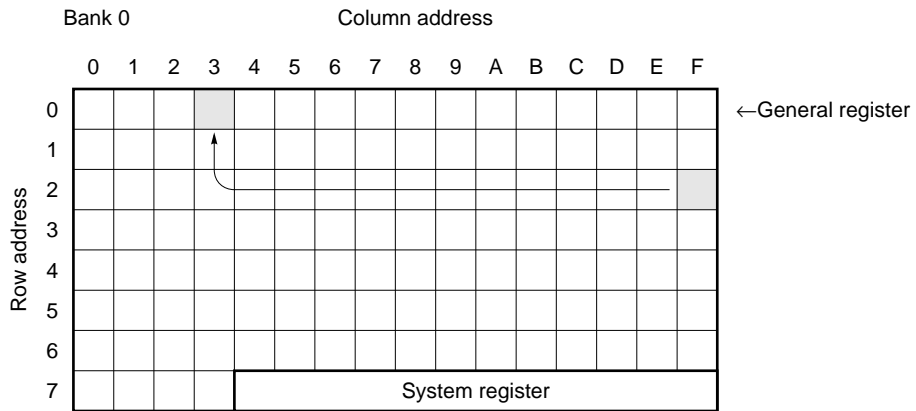 Bank 0 Column address
0 1 2 3 4 5 6 7 8 9 A B C D E F
0 ←General register
1
2
3
4
5
6
7 System register
Row address